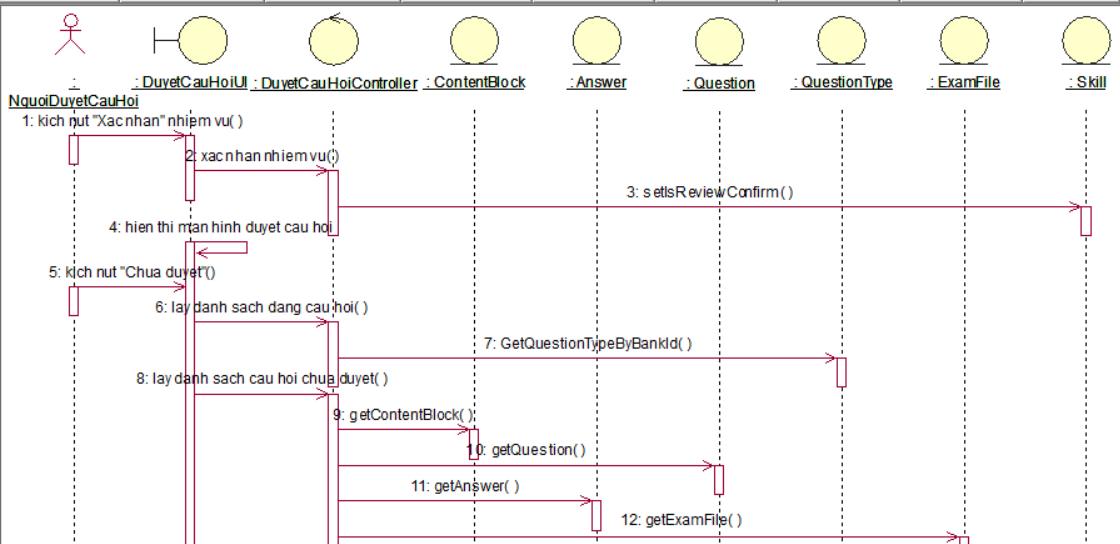 : NguoiDuyetCauHoi
: DuyetCauHoiUI
: DuyetCauHoiController
: ContentBlock
: Answer
: Question
: QuestionType
: ExamFile
: Skill
1: kich nut "Xac nhan" nhiem vu( )
2: xac nhan nhiem vu( )
3: setIsReviewConfirm( )
4: hien thi man hinh duyet cau hoi
5: kich nut "Chua duyet"()
6: lay danh sach dang cau hoi( )
7: GetQuestionTypeByBankId( )
8: lay danh sach cau hoi chua duyet( )
9: getContentBlock( )
10: getQuestion( )
11: getAnswer( )
12: getExamFile( )